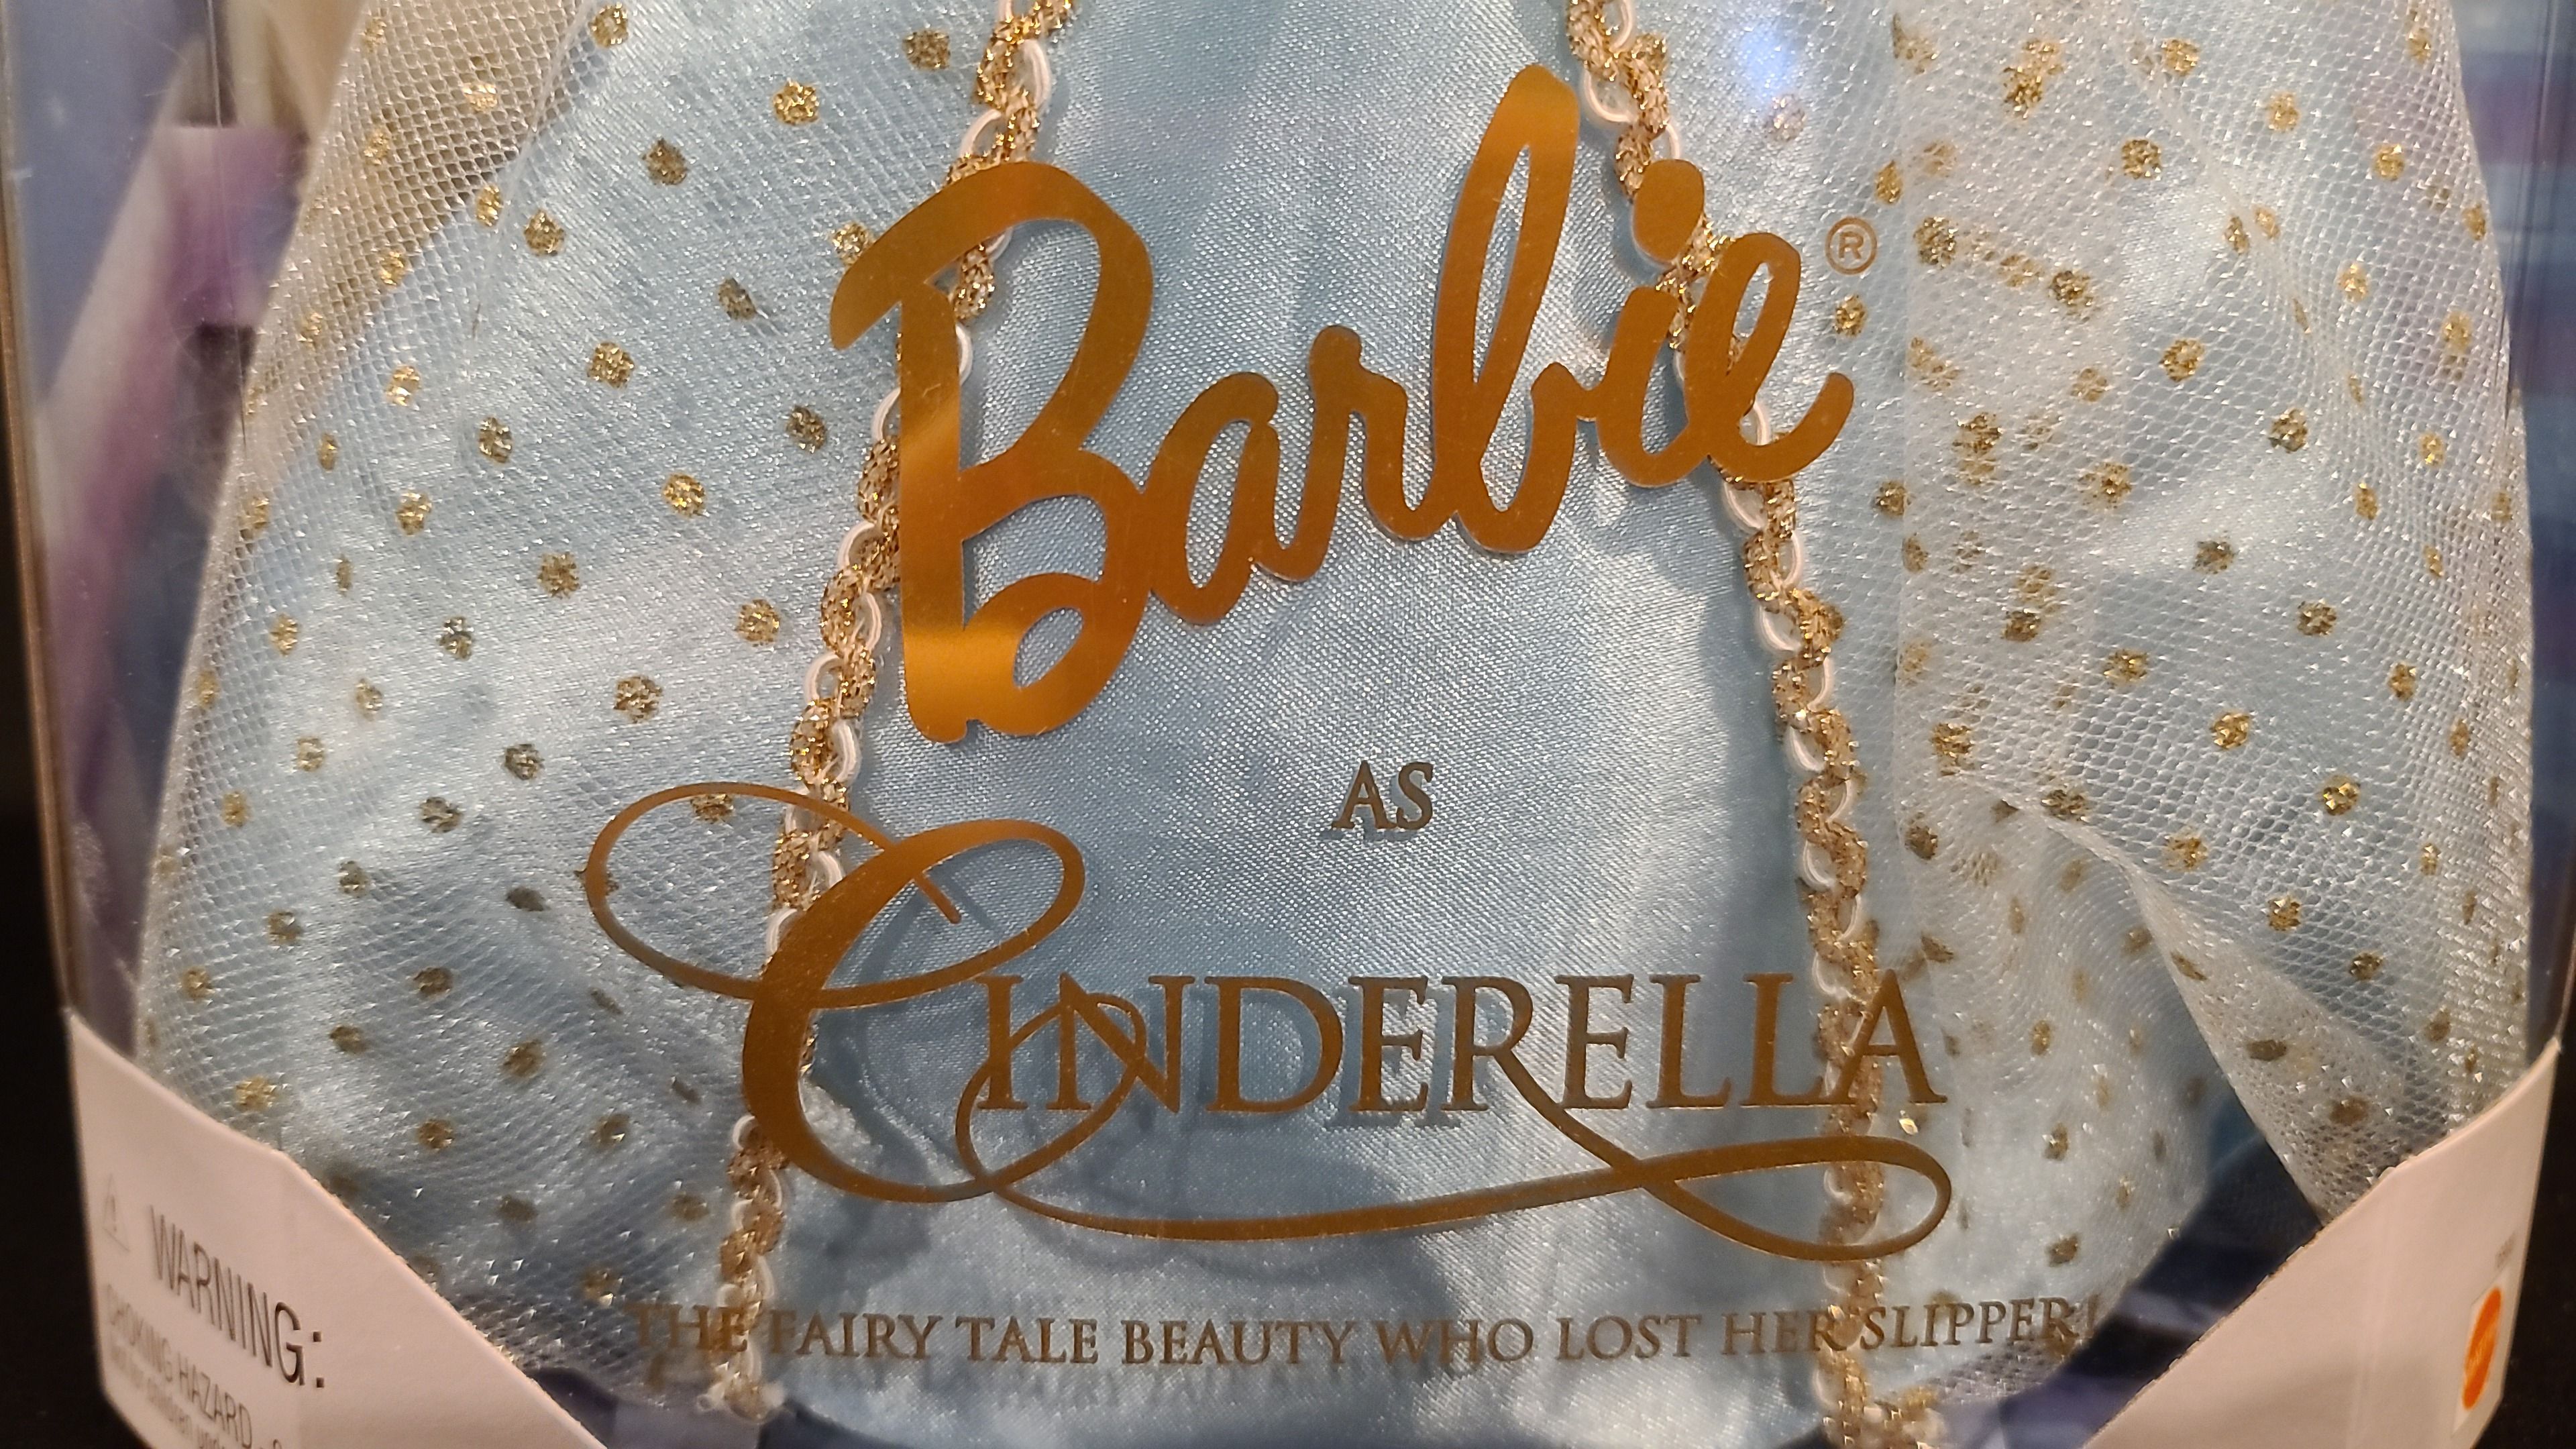 Barbie®
AS
CINDERELLA
THE FAIRY TALE BEAUTY WHO LOST HER SLIPPER!
WARNING:
CHOKING HAZARD